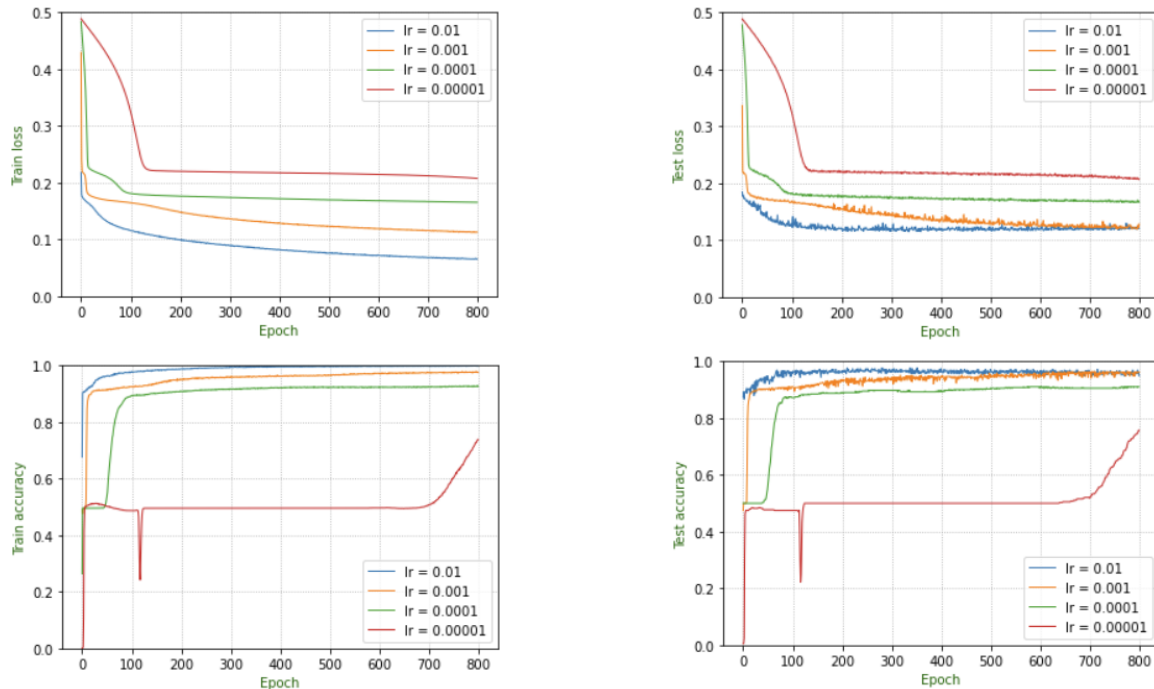 0.5
0.4
0.3
0.2
0.1
0.0
Train loss
lr = 0.01
lr = 0.001
lr = 0.0001
lr = 0.00001
0 100 200 300 400 500 600 700 800
Epoch
0.5
0.4
0.3
0.2
0.1
0.0
Test loss
lr = 0.01
lr = 0.001
lr = 0.0001
lr = 0.00001
0 100 200 300 400 500 600 700 800
Epoch
1.0
0.8
0.6
0.4
0.2
0.0
Train accuracy
lr = 0.01
lr = 0.001
lr = 0.0001
lr = 0.00001
0 100 200 300 400 500 600 700 800
Epoch
1.0
0.8
0.6
0.4
0.2
0.0
Test accuracy
lr = 0.01
lr = 0.001
lr = 0.0001
lr = 0.00001
0 100 200 300 400 500 600 700 800
Epoch